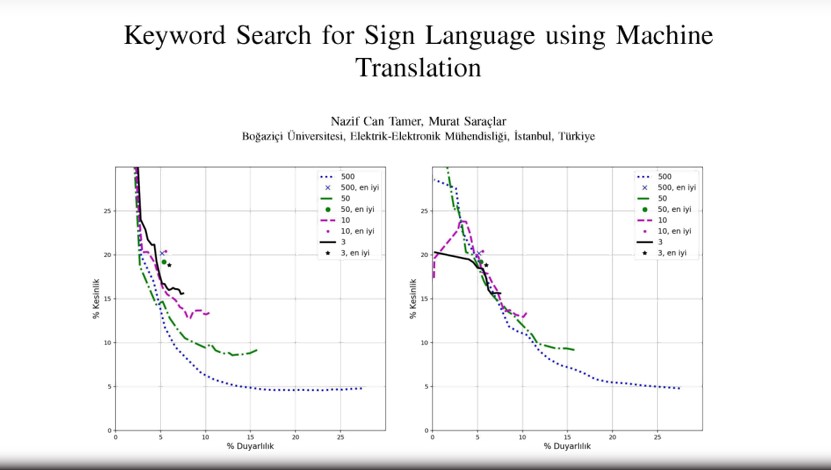 Keyword Search for Sign Language using Machine
Translation
Nazif Can Tamer, Murat Saraçlar
Boğaziçi Üniversitesi, Elektrik-Elektronik Mühendisliği, İstanbul, Türkiye
500
500, en iyi
50
50, en iyi
10
10, en iyi
3
3, en iyi
25
20
15
10
5
0
% Kesinlik
0 5 10 15 20 25
% Duyarlılık
500
500, en iyi
50
50, en iyi
10
10, en iyi
3
3, en iyi
25
20
15
10
5
0
% Kesinlik
0 5 10 15 20 25
% Duyarlılık